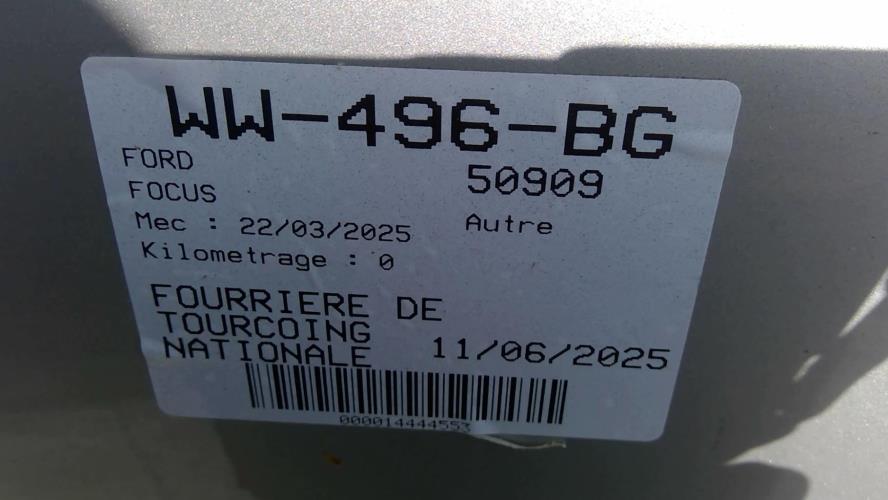 WW-496-BG
FORD
50909
FOCUS
Mec : 22/03/2025
Autre
Kilometrage : 0
FOURRIERE DE
TOURCOING
NATIONALE 11/06/2025
000014444553